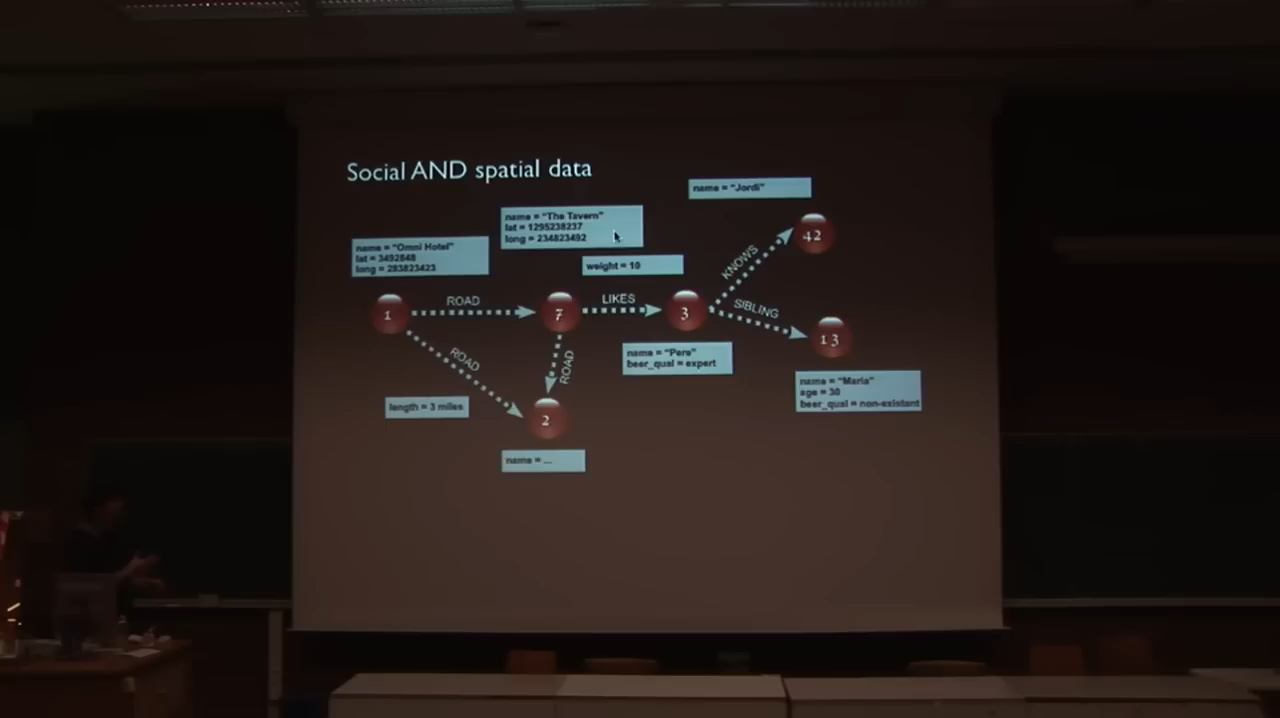 Social AND spatial data
name = "Jordi"
name = "The Tavern"
lat = 1295238237
long = 234823492
name = "Omni Hotel"
lat = 3492848
long = 283823423
weight = 10
42
KNOWS
1
ROAD
7
LIKES
3
SIBLING
13
ROAD
ROAD
name = "Pere"
beer_qual = expert
name = "Maria"
age = 30
beer_qual = non-existant
length = 3 miles
2
name = ...